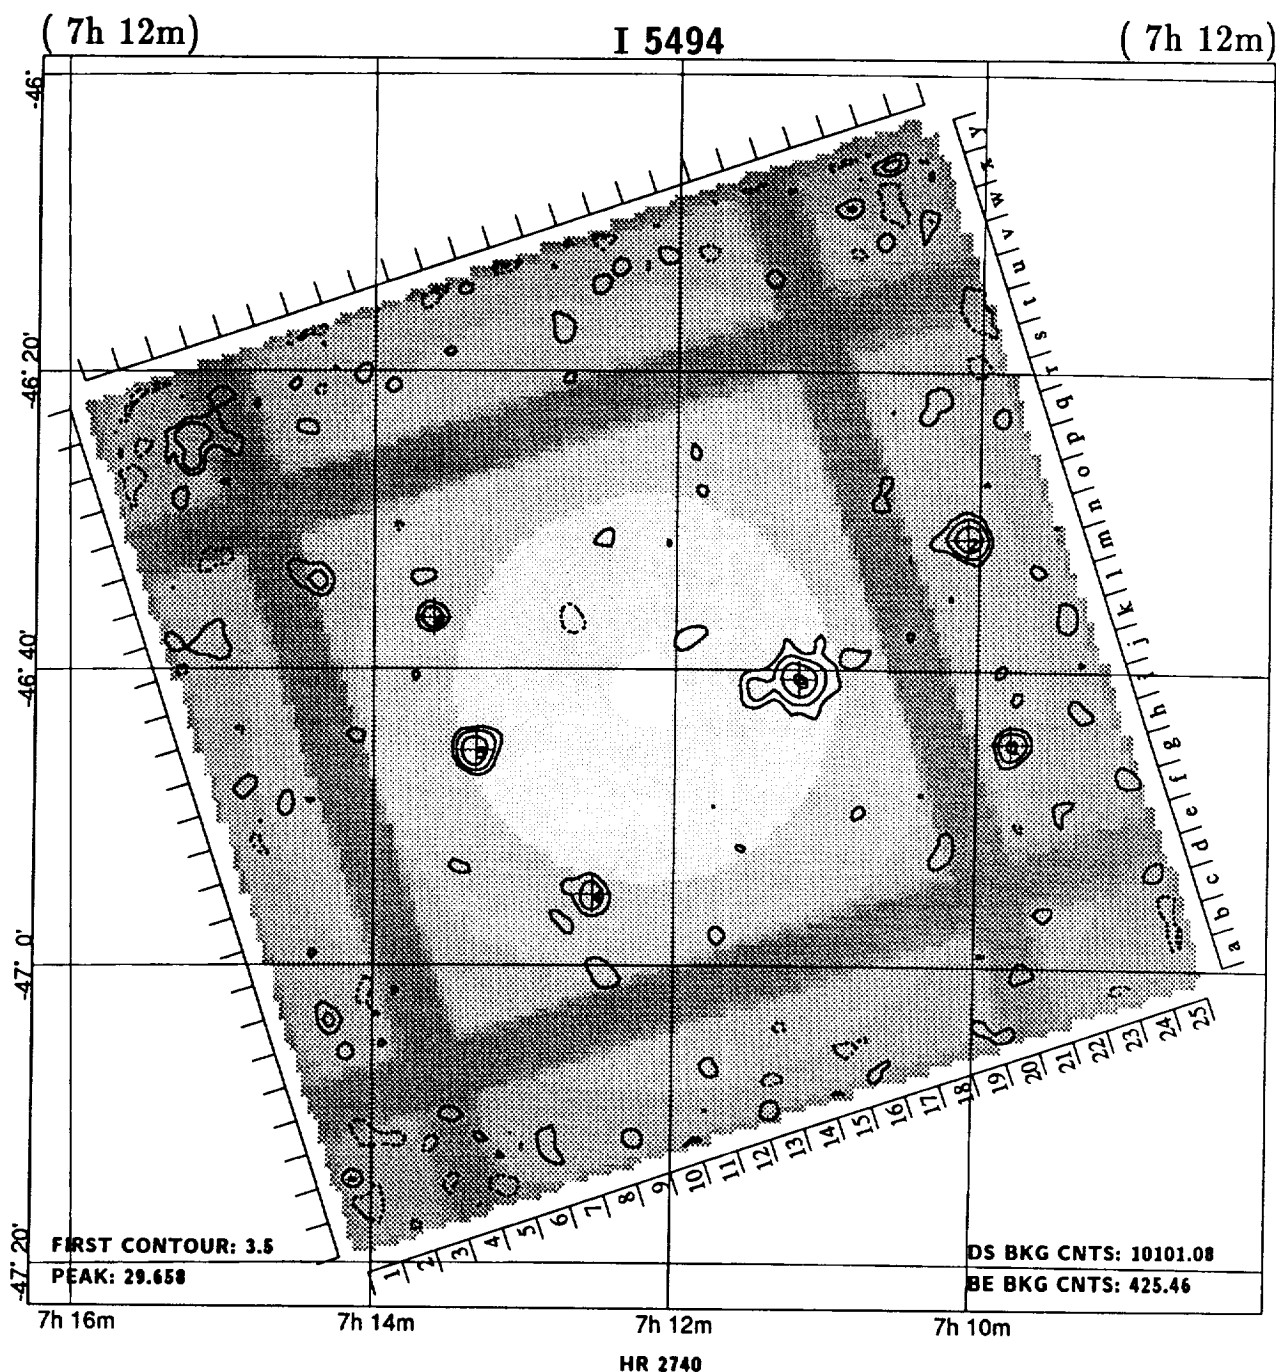 ( 7h 12m)
I 5494
( 7h 12m)
-46°
-46° 20'
-46° 40'
-47° 0'
-47° 20'
y
x
w
v
u
t
s
r
q
p
o
n
m
l
k
j
i
h
g
f
e
d
c
b
a
1
2
3
4
5
6
7
8
9
10
11
12
13
14
15
16
17
18
19
20
21
22
23
24
25
FIRST CONTOUR: 3.5
PEAK: 29.658
DS BKG CNTS: 10101.08
BE BKG CNTS: 425.46
7h 16m
7h 14m
7h 12m
7h 10m
HR 2740